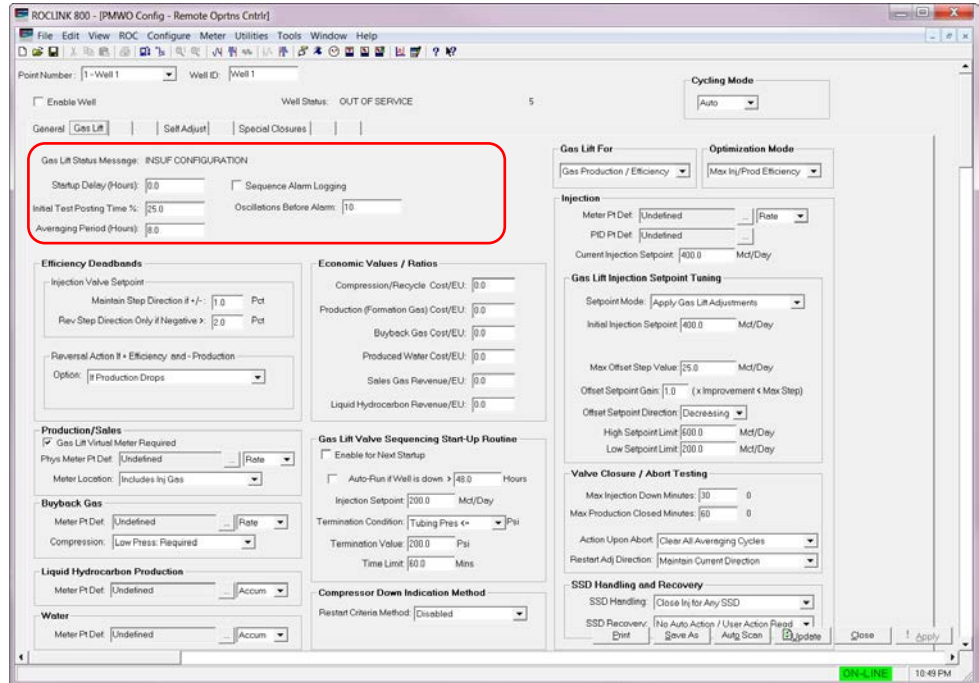 ROCLINK 800 - [PMWO Config - Remote Oprtns Cntrlr]
File Edit View ROC Configure Meter Utilities Tools Window Help
Point Number: 1 - Well 1 Well ID: Well 1
Cycling Mode
Enable Well Well Status: OUT OF SERVICE 5
Auto
General Gas Lift Self Adjust Special Closures
Gas Lift Status Message: INSUF CONFIGURATION
Startup Delay (Hours): 0.0 Sequence Alarm Logging
Initial Test Posting Time %: 25.0 Oscillations Before Alarm: 10
Averaging Period (Hours): 8.0
Gas Lift For
Gas Production / Efficiency
Optimization Mode
Max Inj/Prod Efficiency
Injection
Meter Pt Def: Undefined ... Rate
PID Pt Def: Undefined ...
Current Injection Setpoint: 400.0 Mcf/Day
Efficiency Deadbands
Injection Valve Setpoint
Maintain Step Direction if +/-: 1.0 Pct
Rev Step Direction Only if Negative >: 2.0 Pct
Reversal Action If + Efficiency and - Production
Option: If Production Drops
Economic Values / Ratios
Compression/Recycle Cost/EU: 0.0
Production (Formation Gas) Cost/EU: 0.0
Buyback Gas Cost/EU: 0.0
Produced Water Cost/EU: 0.0
Sales Gas Revenue/EU: 0.0
Liquid Hydrocarbon Revenue/EU: 0.0
Gas Lift Injection Setpoint Tuning
Setpoint Mode: Apply Gas Lift Adjustments
Initial Injection Setpoint: 400.0 Mcf/Day
Max Offset Step Value: 25.0 Mcf/Day
Offset Setpoint Gain: 1.0 (x Improvement < Max Step)
Offset Setpoint Direction: Decreasing
High Setpoint Limit: 600.0 Mcf/Day
Low Setpoint Limit: 200.0 Mcf/Day
Production/Sales
Gas Lift Virtual Meter Required
Phys Meter Pt Def: Undefined ... Rate
Meter Location: Includes Inj Gas
Buyback Gas
Meter Pt Def: Undefined ... Rate
Compression: Low Press: Required
Liquid Hydrocarbon Production
Meter Pt Def: Undefined ... Accum
Water
Meter Pt Def: Undefined ... Accum
Gas Lift Valve Sequencing Start-Up Routine
Enable for Next Startup
Auto-Run if Well is down > 48.0 Hours
Injection Setpoint: 200.0 Mcf/Day
Termination Condition: Tubing Pres <= Psi
Termination Value: 200.0 Psi
Time Limit: 60.0 Mins
Compressor Down Indication Method
Restart Criteria Method: Disabled
Valve Closure / Abort Testing
Max Injection Down Minutes: 30 0
Max Production Closed Minutes: 60 0
Action Upon Abort: Clear All Averaging Cycles
Restart Adj Direction: Maintain Current Direction
SSD Handling and Recovery
SSD Handling: Close Inj for Any SSD
SSD Recovery: No Auto Action / User Action Reqd
Print Save As Auto Scan Update Close ! Apply
ON-LINE 10:49 PM